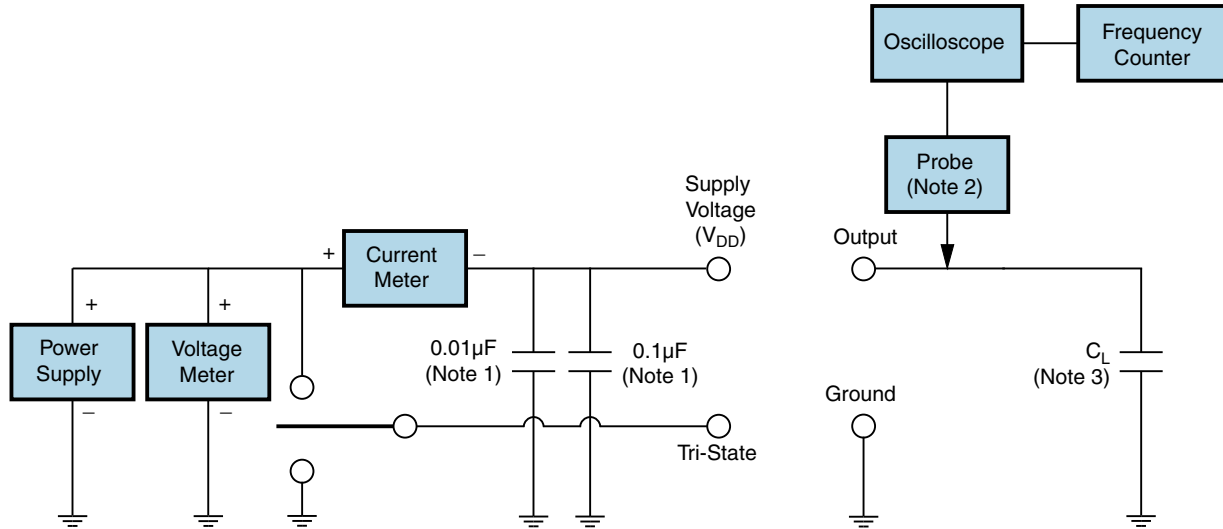 Oscilloscope
Frequency
Counter
Probe
(Note 2)
Supply
Voltage
(VDD)
Output
+
Current
Meter
–
+
+
Power
Supply
Voltage
Meter
–
–
0.01µF
(Note 1)
0.1µF
(Note 1)
CL
(Note 3)
Ground
Tri-State